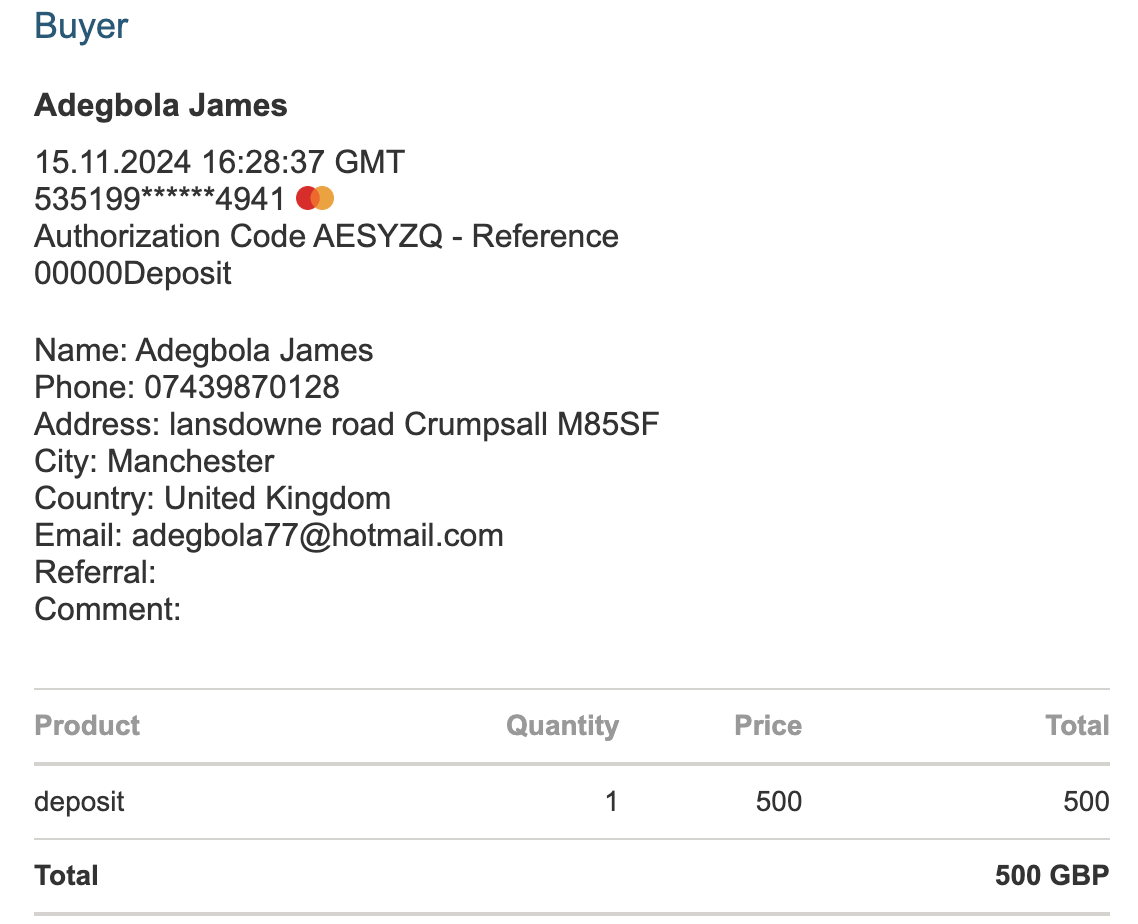 Buyer
Adegbola James
15.11.2024 16:28:37 GMT
535199******4941
Authorization Code AESYZQ - Reference
00000Deposit
Name: Adegbola James
Phone: 07439870128
Address: lansdowne road Crumpsall M85SF
City: Manchester
Country: United Kingdom
Email: adegbola77@hotmail.com
Referral:
Comment:
Product Quantity Price Total
deposit 1 500 500
Total 500 GBP